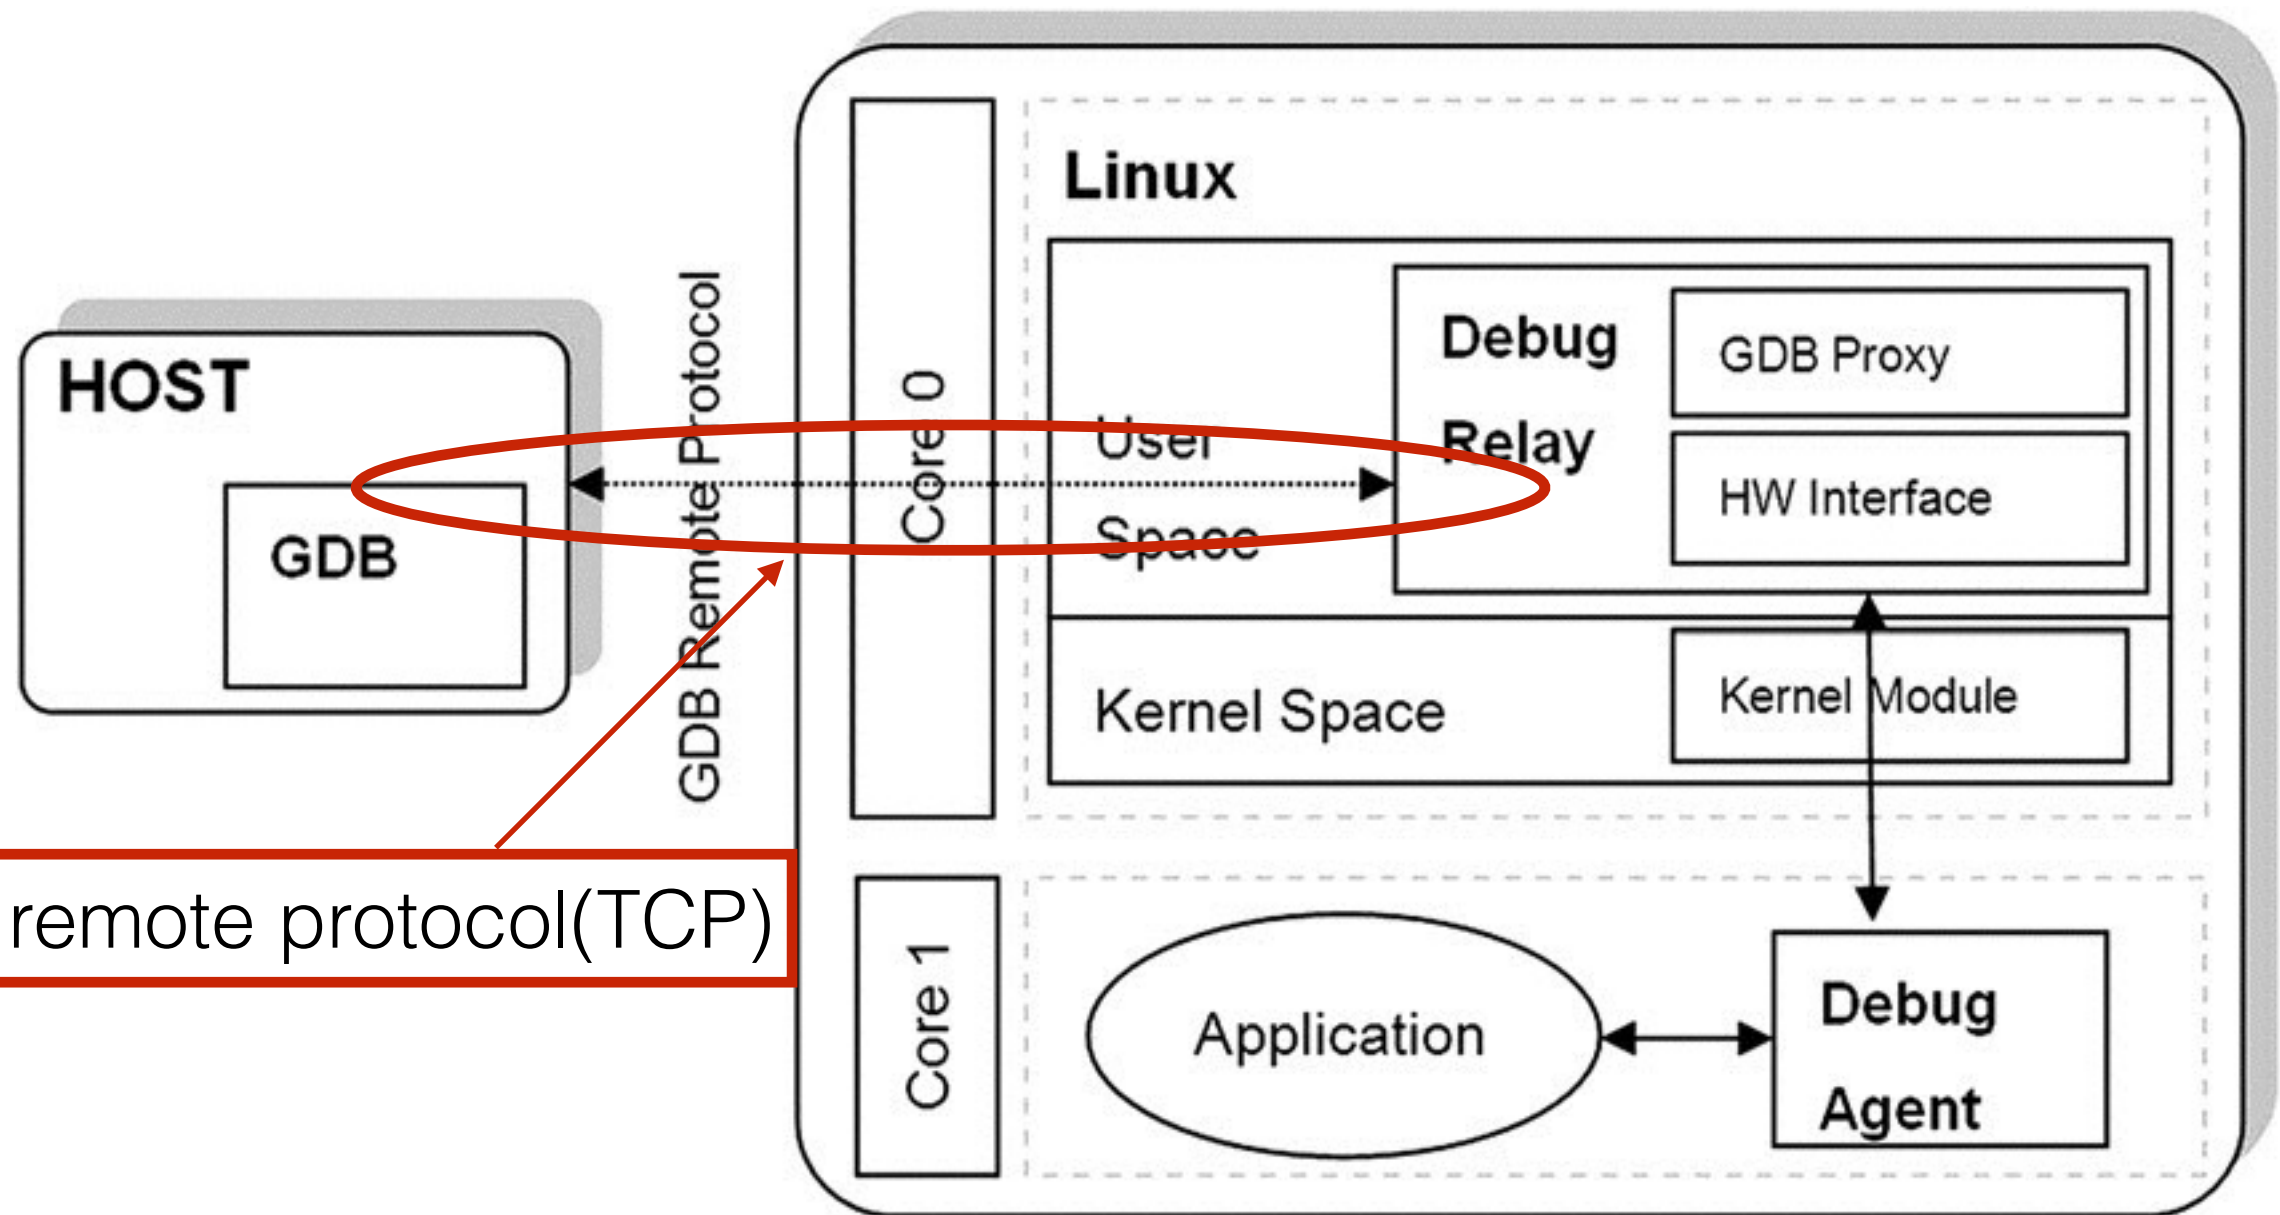 HOST
GDB
GDB Remote Protocol
remote protocol(TCP)
Core 0
Linux
User
Space
Debug
Relay
GDB Proxy
HW Interface
Kernel Space
Kernel Module
Core 1
Application
Debug
Agent